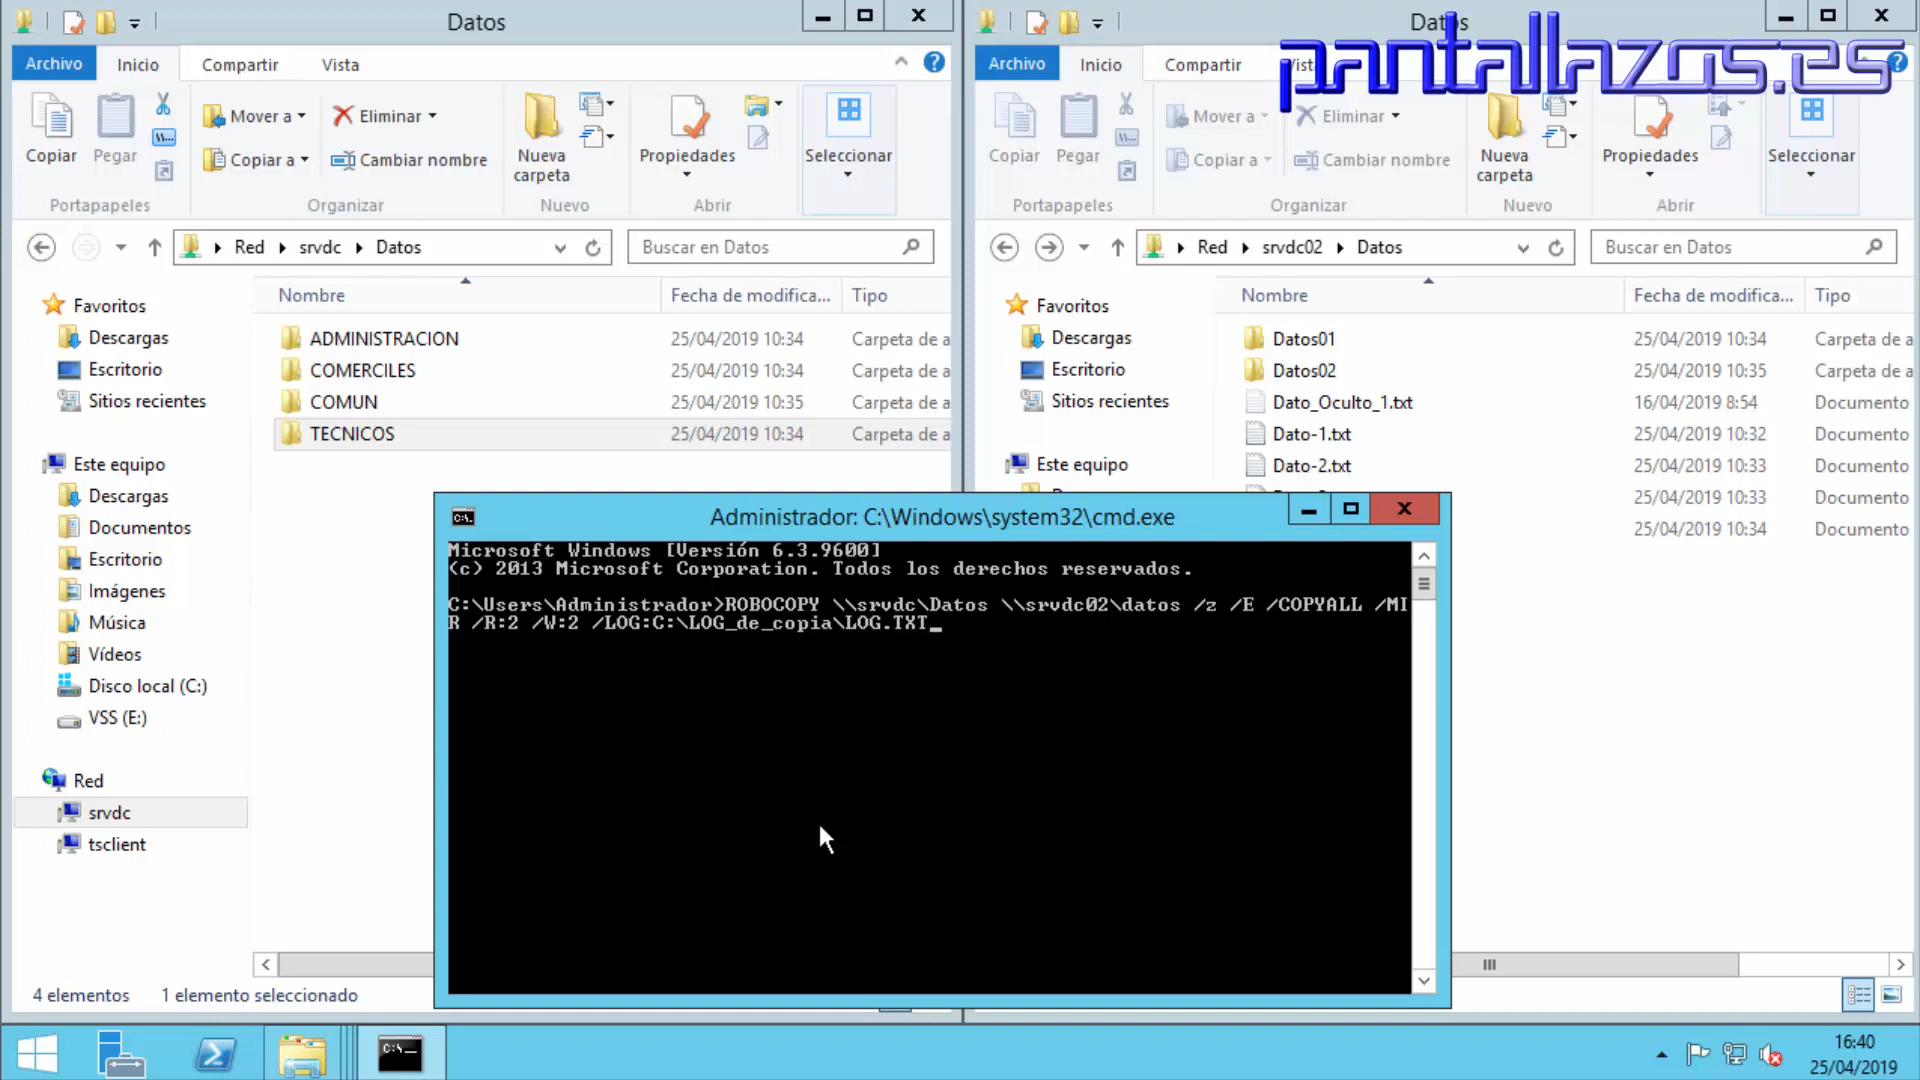 Datos
Archivo
Inicio
Compartir
Vista
Copiar
Pegar
Mover a
Copiar a
Eliminar
Cambiar nombre
Nueva
carpeta
Propiedades
Seleccionar
Portapapeles
Organizar
Nuevo
Abrir
Red
srvdc
Datos
Buscar en Datos
Nombre
Fecha de modifica...
Tipo
Favoritos
Descargas
Escritorio
Sitios recientes
Este equipo
Descargas
Documentos
Escritorio
Imágenes
Música
Vídeos
Disco local (C:)
VSS (E:)
Red
srvdc
tsclient
ADMINISTRACION 25/04/2019 10:34 Carpeta de a
COMERCILES 25/04/2019 10:34 Carpeta de a
COMUN 25/04/2019 10:35 Carpeta de a
TECNICOS 25/04/2019 10:34 Carpeta de a
4 elementos
1 elemento seleccionado
Datos
pantallazos.es
Archivo
Inicio
Compartir
Vista
Copiar
Pegar
Mover a
Copiar a
Eliminar
Cambiar nombre
Nueva
carpeta
Propiedades
Seleccionar
Portapapeles
Organizar
Nuevo
Abrir
Red
srvdc02
Datos
Buscar en Datos
Nombre
Fecha de modifica...
Tipo
Favoritos
Descargas
Escritorio
Sitios recientes
Este equipo
Datos01 25/04/2019 10:34 Carpeta de a
Datos02 25/04/2019 10:35 Carpeta de a
Dato_Oculto_1.txt 16/04/2019 8:54 Documento
Dato-1.txt 25/04/2019 10:32 Documento
Dato-2.txt 25/04/2019 10:33 Documento
25/04/2019 10:33 Documento
25/04/2019 10:34 Documento
Administrador: C:\Windows\system32\cmd.exe
Microsoft Windows [Versión 6.3.9600]
(c) 2013 Microsoft Corporation. Todos los derechos reservados.
C:\Users\Administrador>ROBOCOPY \\srvdc\Datos \\srvdc02\datos /z /E /COPYALL /MI
R /R:2 /W:2 /LOG:C:\LOG_de_copia\LOG.TXT_
16:40
25/04/2019